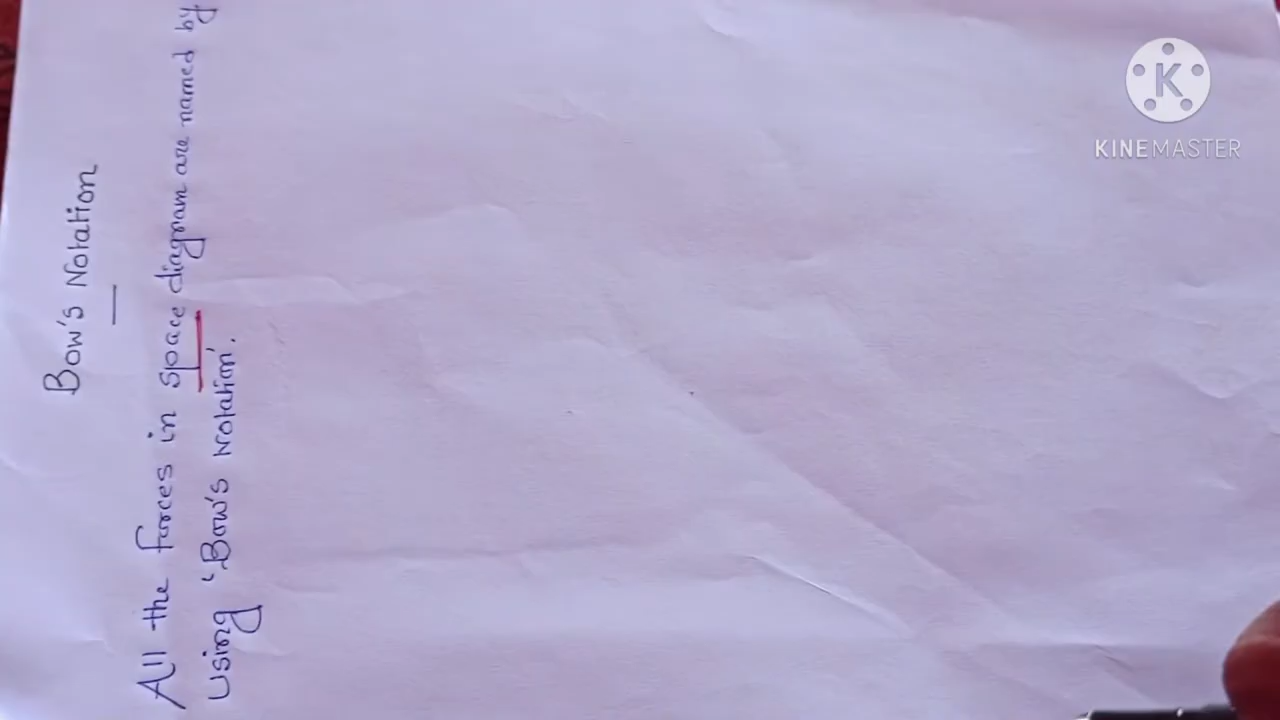 Bow's Notation
All the forces in space diagram are named by
Using 'Bow's Notation'.
KINEMASTER